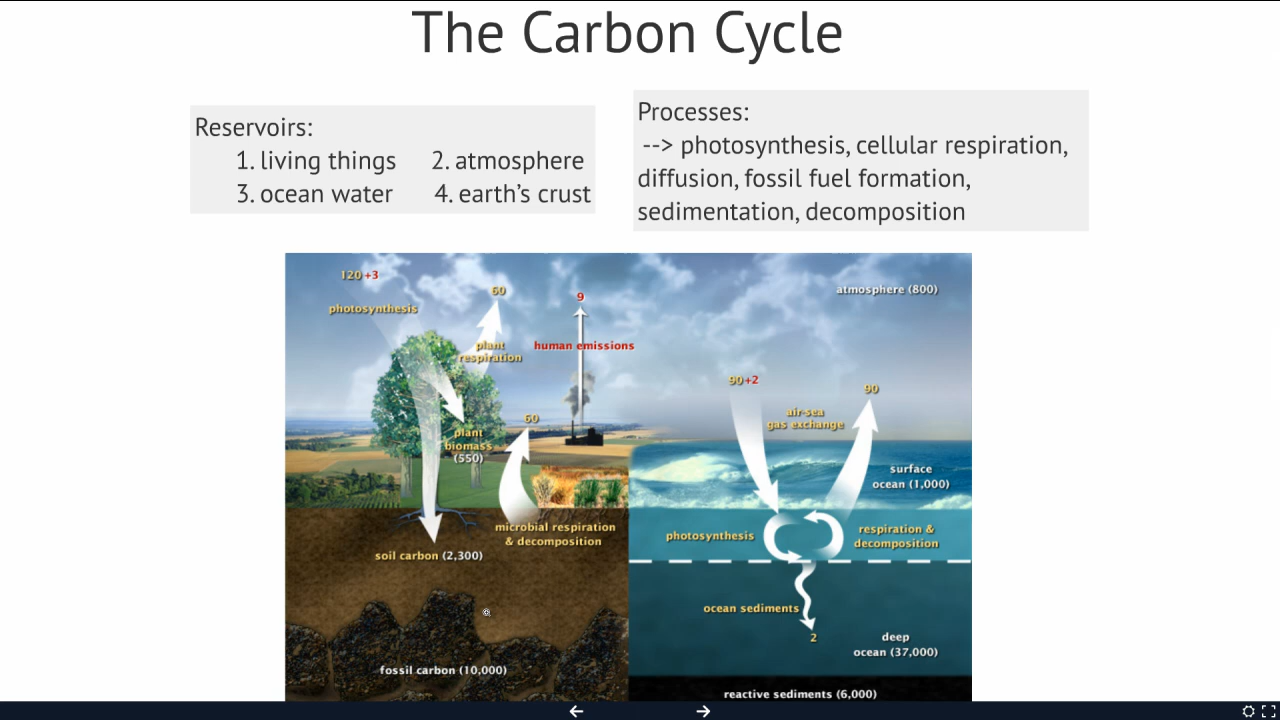 The Carbon Cycle
Reservoirs:
1. living things 2. atmosphere
3. ocean water 4. earth’s crust
Processes:
--> photosynthesis, cellular respiration,
diffusion, fossil fuel formation,
sedimentation, decomposition
120 +3
photosynthesis
60
plant
respiration
9
human emissions
plant
biomass
(550)
60
microbial respiration
& decomposition
soil carbon (2,300)
fossil carbon (10,000)
atmosphere (800)
90 +2
air-sea
gas exchange
90
surface
ocean (1,000)
photosynthesis
respiration &
decomposition
ocean sediments
2
deep
ocean (37,000)
reactive sediments (6,000)